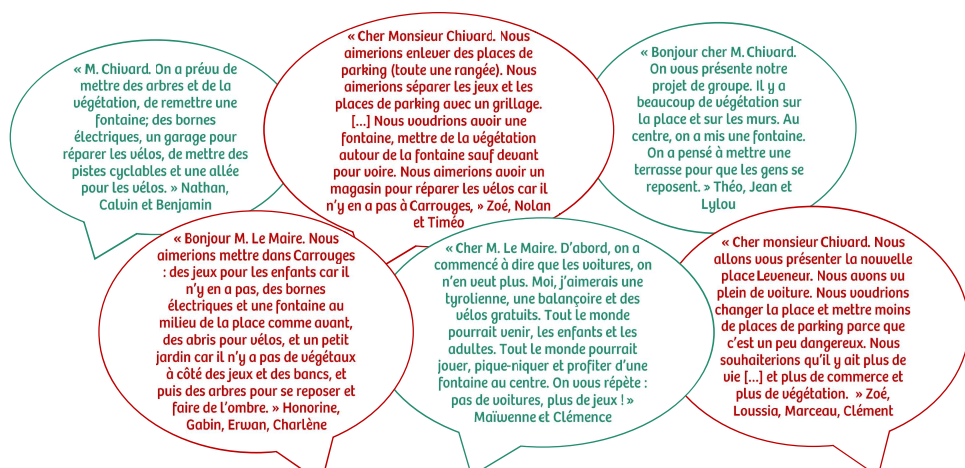 « M. Chivard. On a prévu de
mettre des arbres et de la
végétation, de remettre une
fontaine; des bornes
électriques, un garage pour
réparer les vélos, de mettre des
pistes cyclables et une allée
pour les vélos. » Nathan,
Calvin et Benjamin
« Cher Monsieur Chivard. Nous
aimerions enlever des places de
parking (toute une rangée). Nous
aimerions séparer les jeux et les
places de parking avec un grillage.
[...] Nous voudrions avoir une
fontaine, mettre de la végétation
autour de la fontaine sauf devant
pour voire. Nous aimerions avoir un
magasin pour réparer les vélos car il
n'y en a pas à Carrouges, » Zoé, Nolan
et Timéo
« Bonjour cher M. Chivard.
On vous présente notre
projet de groupe. Il y a
beaucoup de végétation sur
la place et sur les murs. Au
centre, on a mis une fontaine.
On a pensé à mettre une
terrasse pour que les gens se
reposent. » Théo, Jean et
Lylou
« Bonjour M. Le Maire. Nous
aimerions mettre dans Carrouges
: des jeux pour les enfants car il
n'y en a pas, des bornes
électriques et une fontaine au
milieu de la place comme avant,
des abris pour vélos, et un petit
jardin car il n'y a pas de végétaux
à côté des jeux et des bancs, et
puis des arbres pour se reposer et
faire de l'ombre. » Honorine,
Gabin, Erwan, Charlène
« Cher M. Le Maire. D'abord, on a
commencé à dire que les voitures, on
n'en veut plus. Moi, j'aimerais une
tyrolienne, une balançoire et des
vélos gratuits. Tout le monde
pourrait venir, les enfants et les
adultes. Tout le monde pourrait
jouer, pique-niquer et profiter d'une
fontaine au centre. On vous répète :
pas de voitures, plus de jeux ! »
Maïwenne et Clémence
« Cher monsieur Chivard. Nous
allons vous présenter la nouvelle
place Leveneur. Nous avons vu
plein de voiture. Nous voudrions
changer la place et mettre moins
de places de parking parce que
c'est un peu dangereux. Nous
souhaiterions qu'il y ait plus de
vie [...] et plus de commerce et
plus de végétation. » Zoé,
Loussia, Marceau, Clément